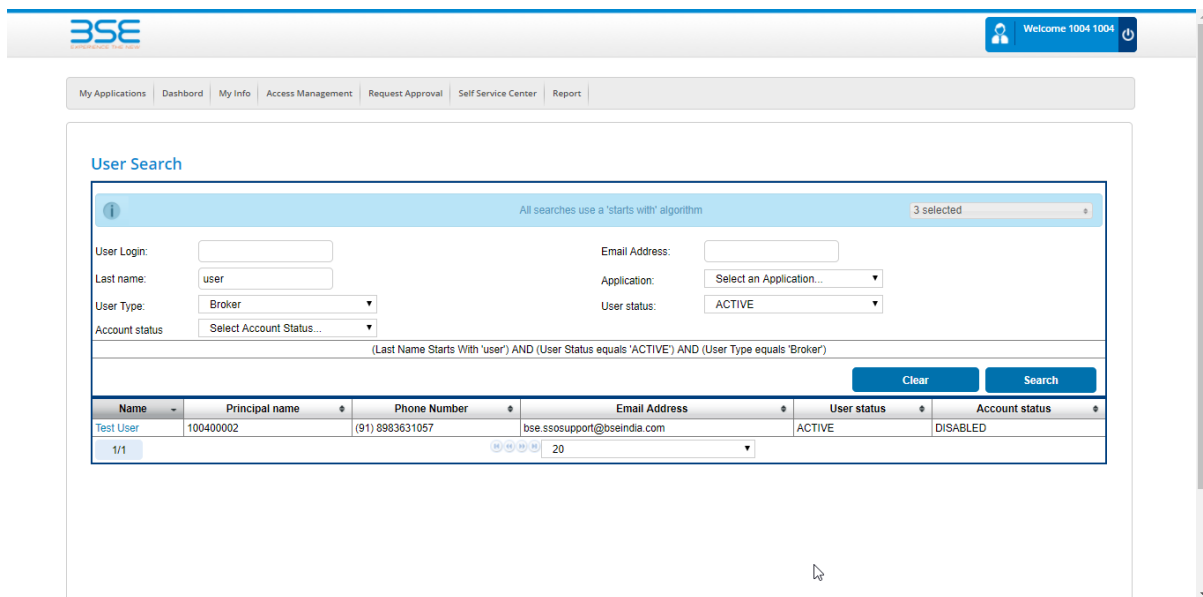 BSE
EXPERIENCE THE NEW
Welcome 1004 1004
My Applications Dashbord My Info Access Management Request Approval Self Service Center Report
User Search
All searches use a 'starts with' algorithm 3 selected
User Login: Email Address:
Last name: user Application: Select an Application...
User Type: Broker User status: ACTIVE
Account status Select Account Status...
(Last Name Starts With 'user') AND (User Status equals 'ACTIVE') AND (User Type equals 'Broker')
Clear Search
Name Principal name Phone Number Email Address User status Account status
Test User 100400002 (91) 8983631057 bse.ssosupport@bseindia.com ACTIVE DISABLED
1/1 20